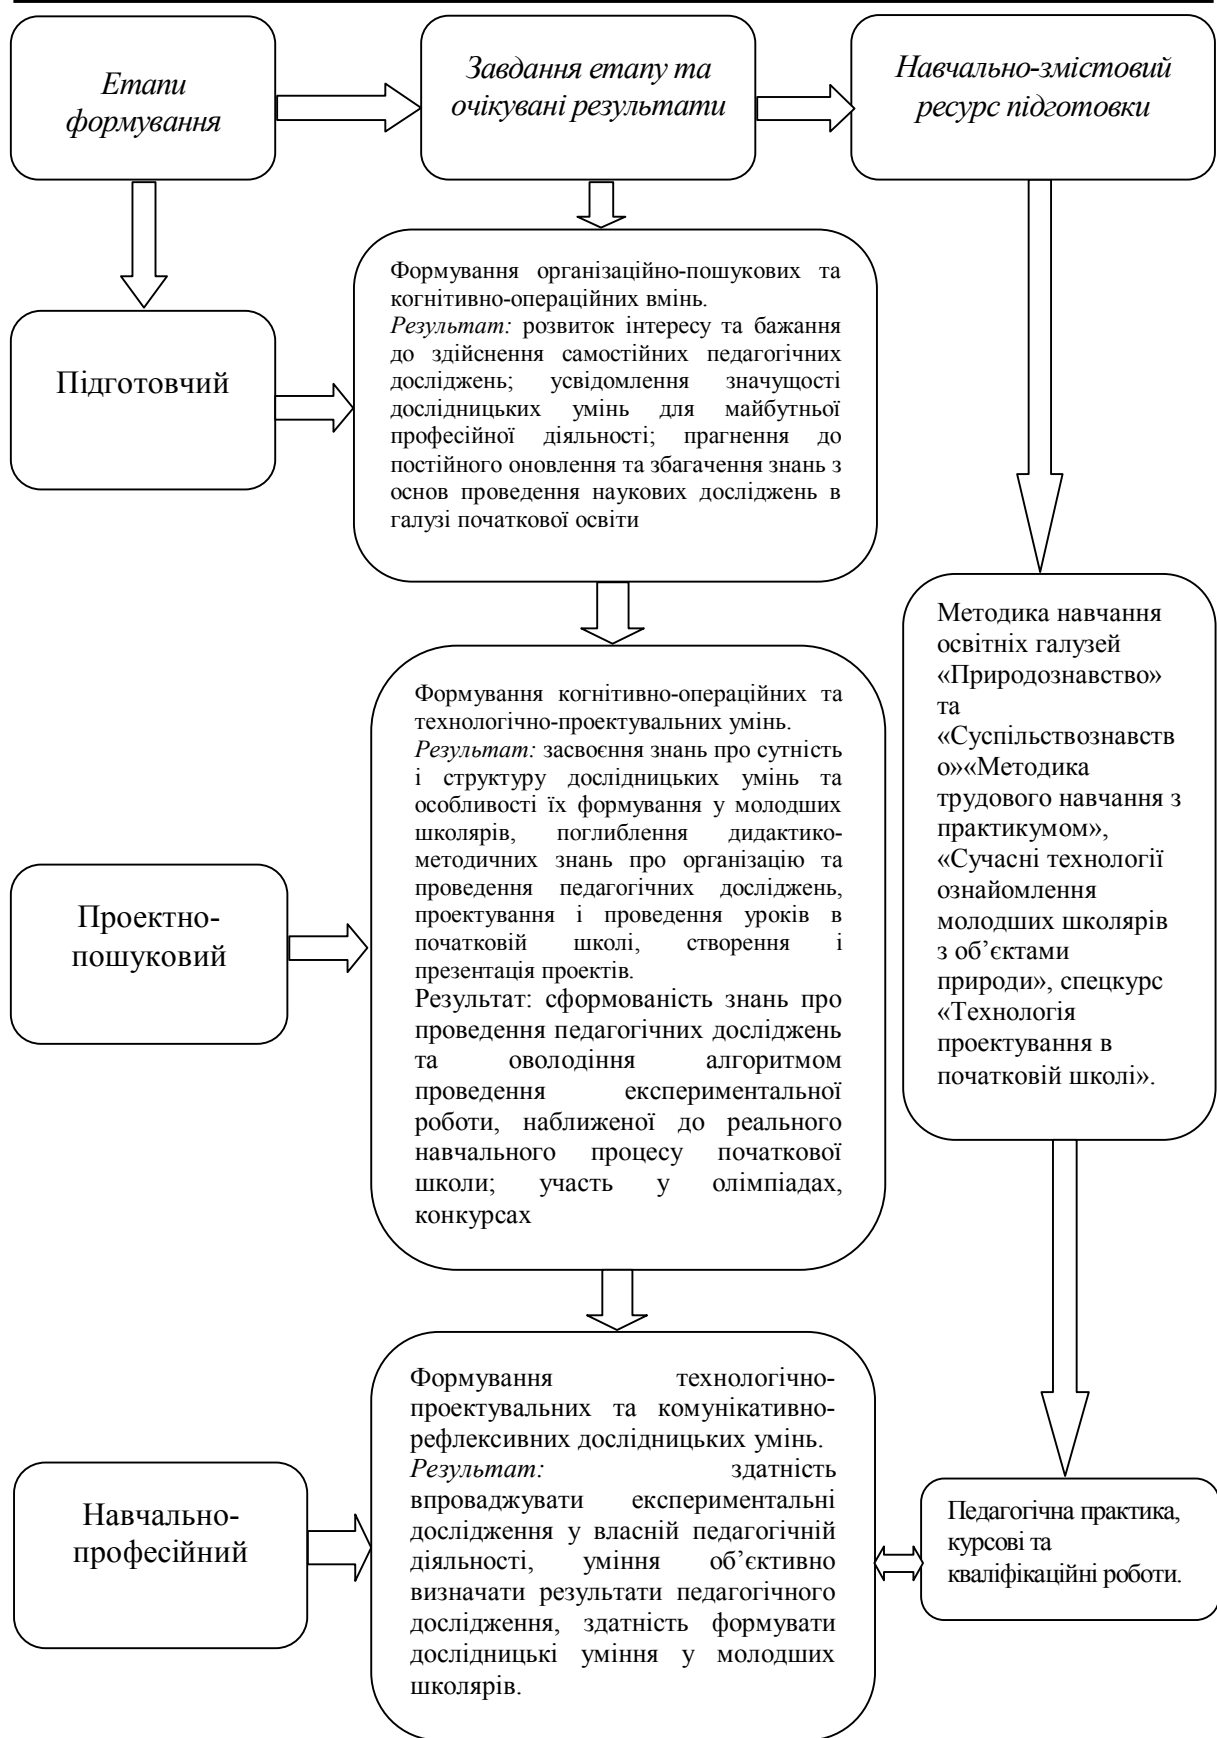 Етапи
формування
Завдання етапу та
очікувані результати
Навчально-змістовий
ресурс підготовки
Підготовчий
Формування організаційно-пошукових та
когнітивно-операційних вмінь.
Результат: розвиток інтересу та бажання
до здійснення самостійних педагогічних
досліджень; усвідомлення значущості
дослідницьких умінь для майбутньої
професійної діяльності; прагнення до
постійного оновлення та збагачення знань з
основ проведення наукових досліджень в
галузі початкової освіти
Методика навчання
освітніх галузей
«Природознавство»
та
«Суспільствознавств
о»«Методика
трудового навчання з
практикумом»,
«Сучасні технології
ознайомлення
молодших школярів
з об’єктами
природи», спецкурс
«Технологія
проектування в
початковій школі».
Проектно-
пошуковий
Формування когнітивно-операційних та
технологічно-проектувальних умінь.
Результат: засвоєння знань про сутність
і структуру дослідницьких умінь та
особливості їх формування у молодших
школярів, поглиблення дидактико-
методичних знань про організацію та
проведення педагогічних досліджень,
проектування і проведення уроків в
початковій школі, створення і
презентація проектів.
Результат: сформованість знань про
проведення педагогічних досліджень
та оволодіння алгоритмом
проведення експериментальної
роботи, наближеної до реального
навчального процесу початкової
школи; участь у олімпіадах,
конкурсах
Навчально-
професійний
Формування технологічно-
проектувальних та комунікативно-
рефлексивних дослідницьких умінь.
Результат: здатність
впроваджувати експериментальні
дослідження у власній педагогічній
діяльності, уміння об’єктивно
визначати результати педагогічного
дослідження, здатність формувати
дослідницькі уміння у молодших
школярів.
Педагогічна практика,
курсові та
кваліфікаційні роботи.